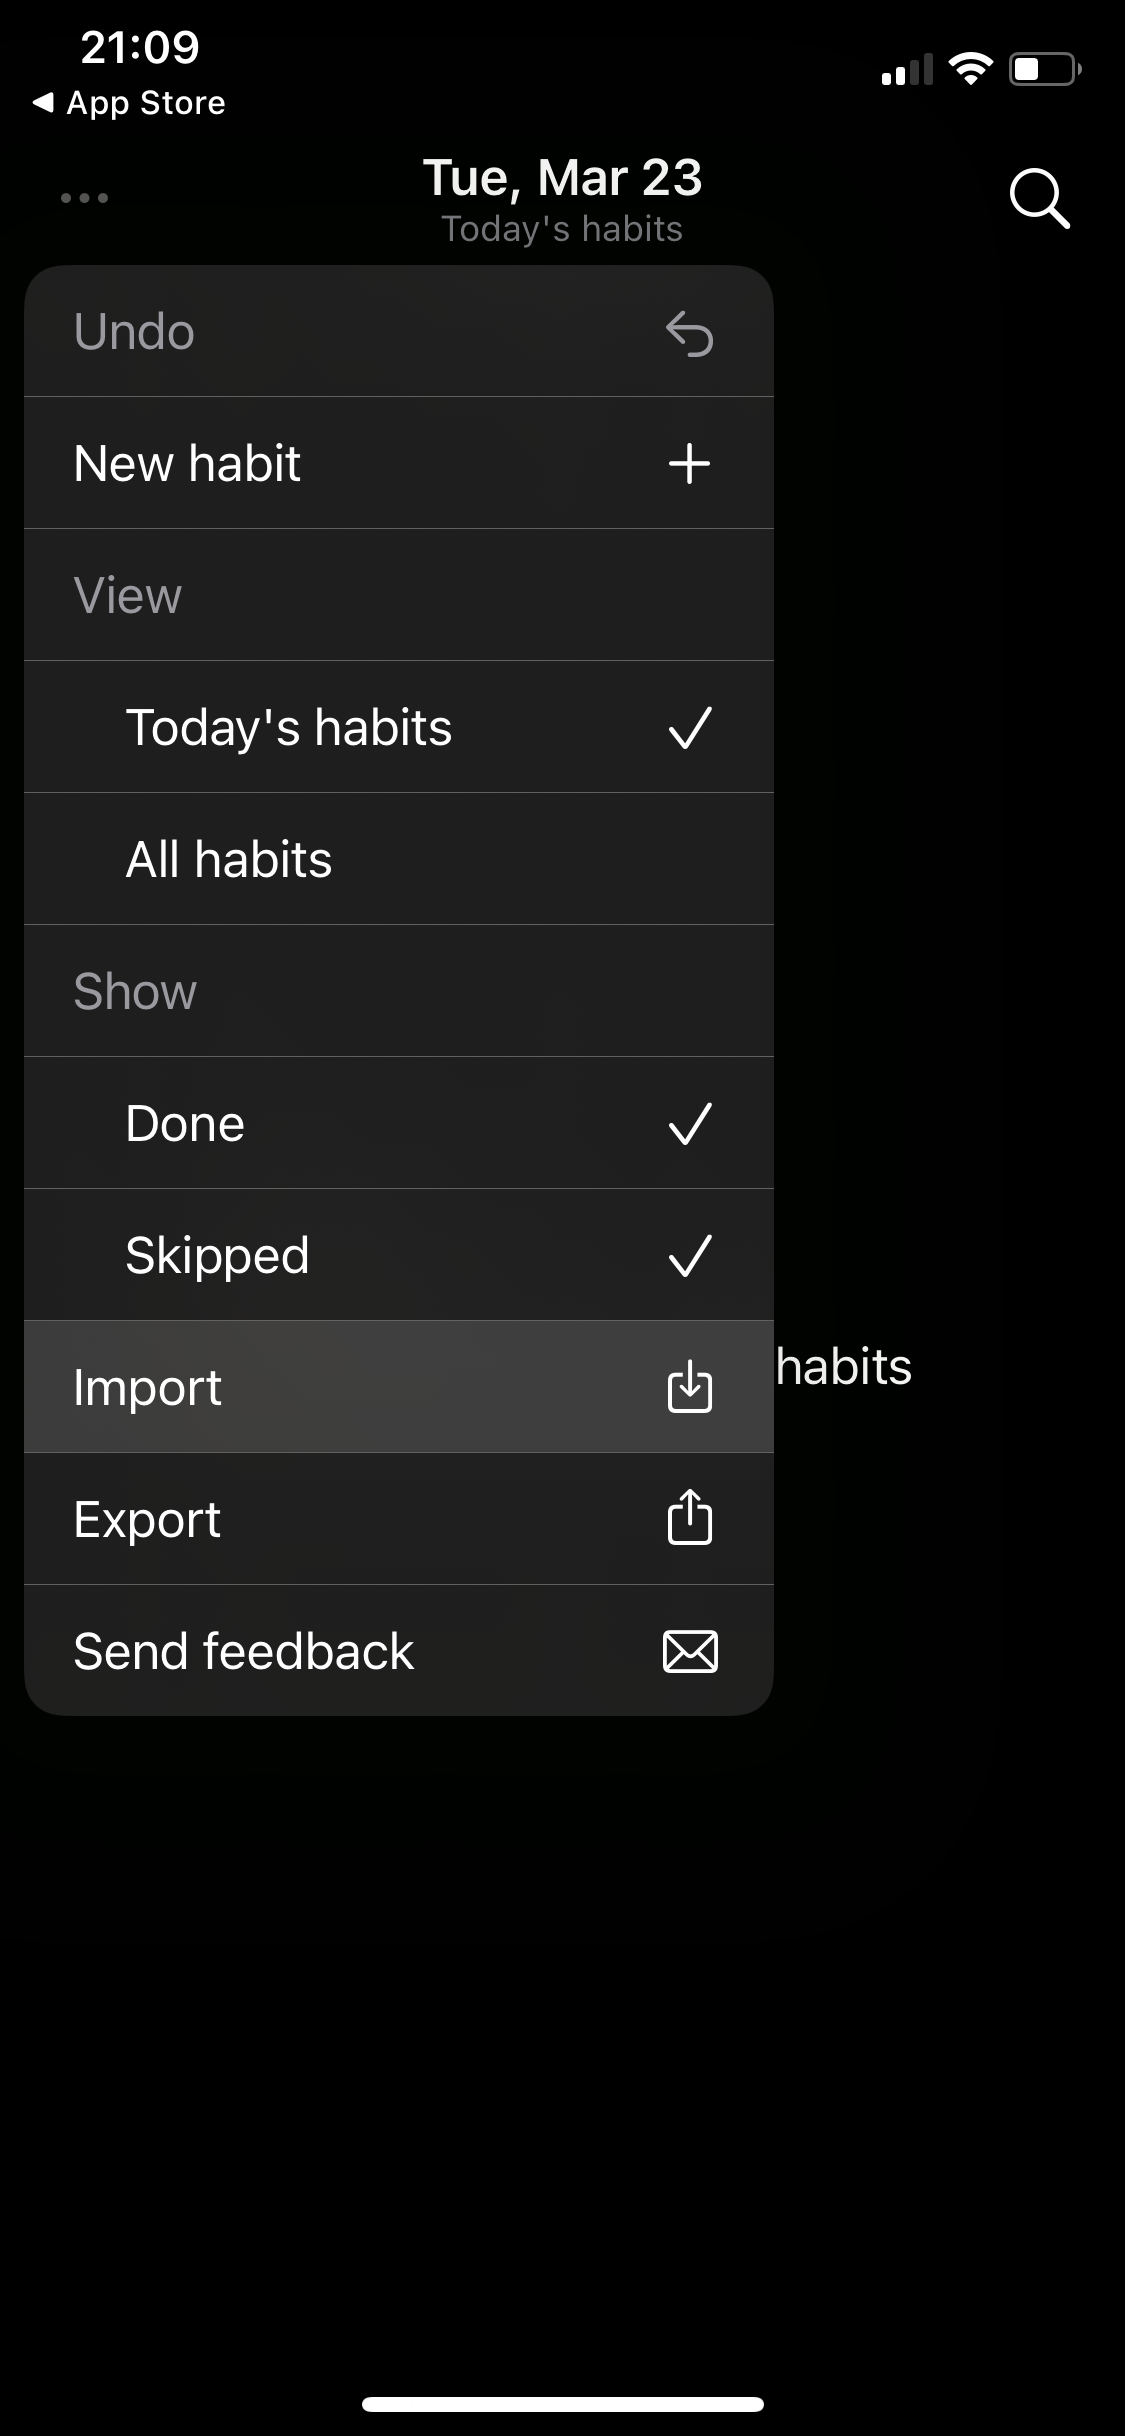 21:09
◀ App Store
Tue, Mar 23
Today's habits
Undo
New habit
View
Today's habits
All habits
Show
Done
Skipped
Import
habits
Export
Send feedback